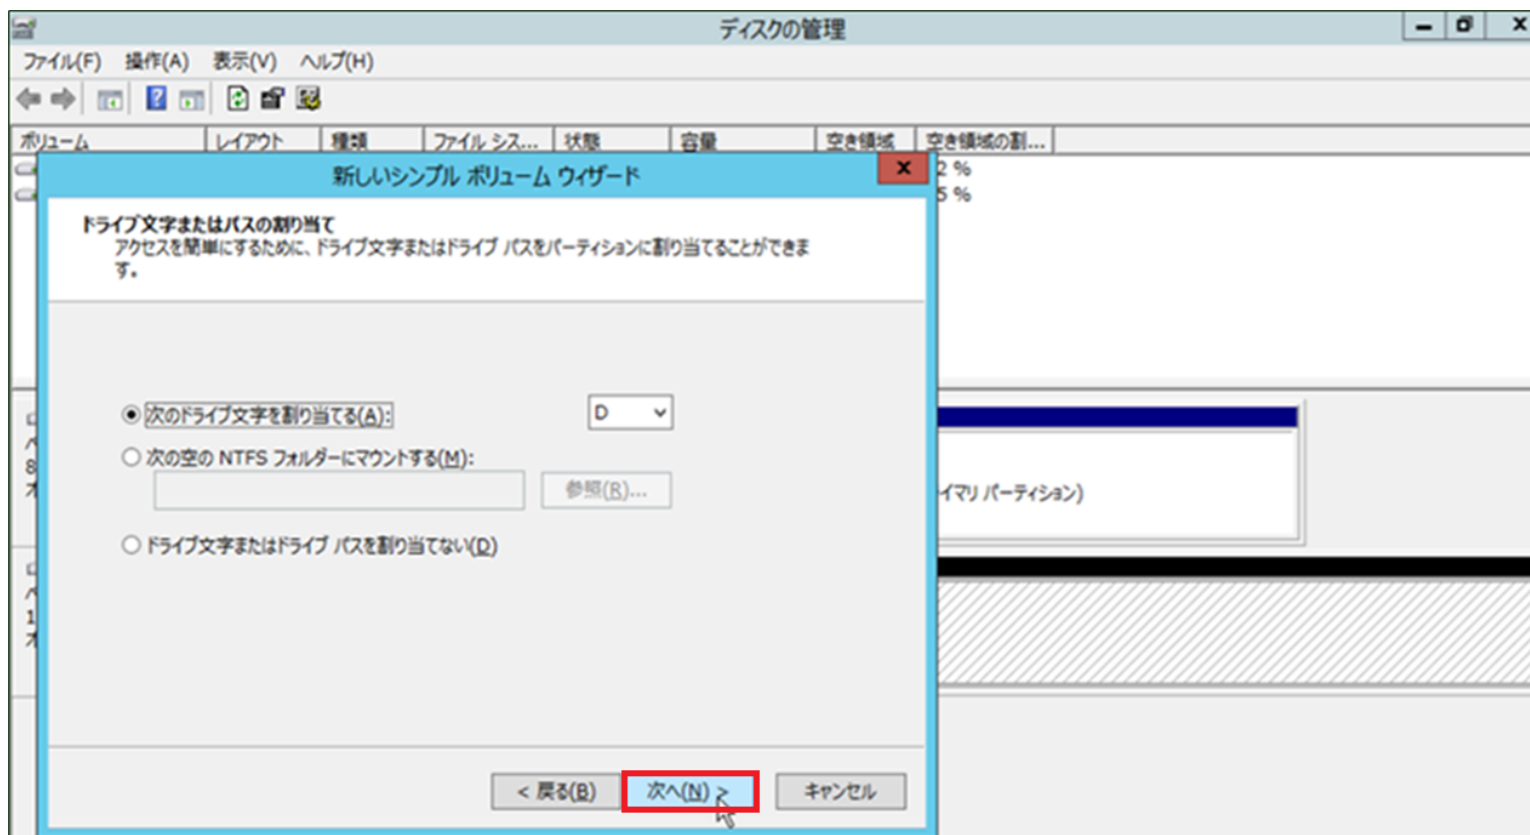 ディスクの管理
ファイル(F) 操作(A) 表示(V) ヘルプ(H)
ボリューム レイアウト 種類 ファイル シス... 状態 容量 空き領域 空き領域の割...
2 %
5 %
新しいシンプル ボリューム ウィザード
x
ドライブ文字またはパスの割り当て
アクセスを簡単にするために、ドライブ文字またはドライブ パスをパーティションに割り当てることができま
す。
次のドライブ文字を割り当てる(A): D
次の空の NTFS フォルダーにマウントする(M):
参照(R)...
ドライブ文字またはドライブ パスを割り当てない(D)
イマリ パーティション)
8
1
< 戻る(B) 次へ(N) > キャンセル